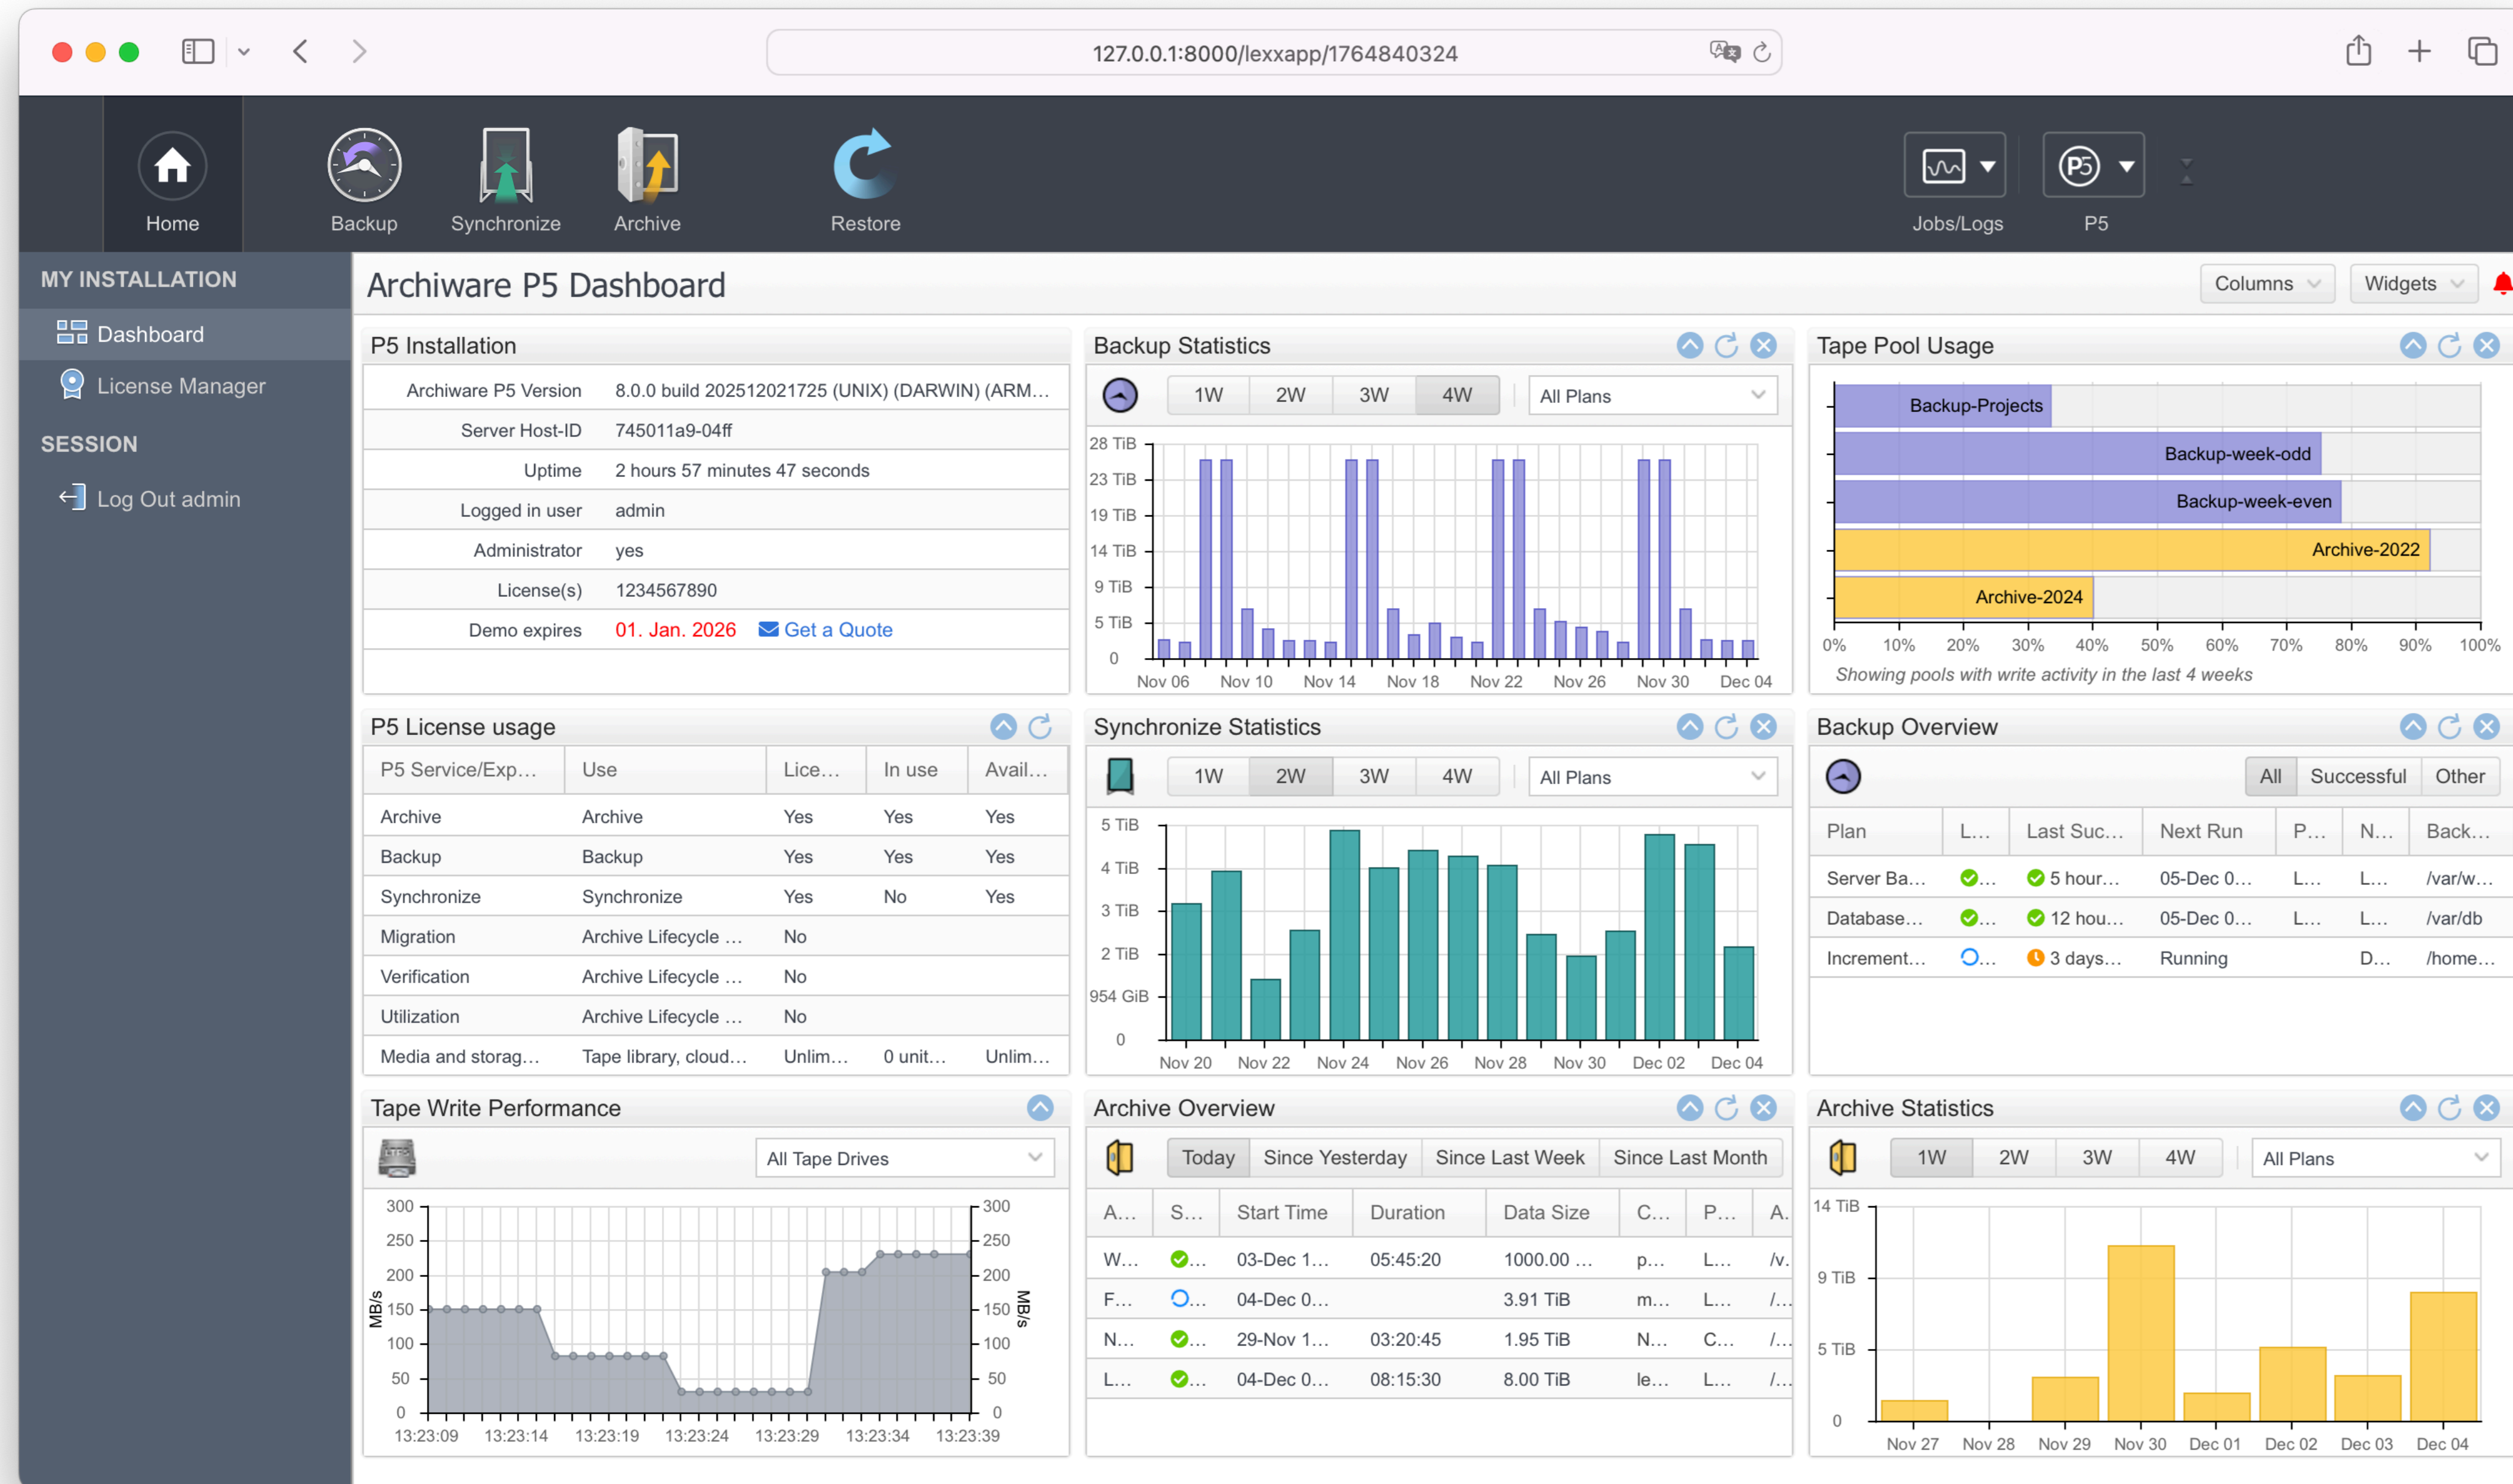 127.0.0.1:8000/lexxapp/1764840324
Home
Backup
Synchronize
Archive
Restore
Jobs/Logs
P5
P5
MY INSTALLATION
Dashboard
License Manager
SESSION
Log Out admin
Archiware P5 Dashboard
Columns
Widgets
P5 Installation
Archiware P5 Version 8.0.0 build 202512021725 (UNIX) (DARWIN) (ARM...
Server Host-ID 745011a9-04ff
Uptime 2 hours 57 minutes 47 seconds
Logged in user admin
Administrator yes
License(s) 1234567890
Demo expires 01. Jan. 2026 Get a Quote
Backup Statistics
1W 2W 3W 4W All Plans
28 TiB
23 TiB
19 TiB
14 TiB
9 TiB
5 TiB
0
Nov 06 Nov 10 Nov 14 Nov 18 Nov 22 Nov 26 Nov 30 Dec 04
Tape Pool Usage
Backup-Projects
Backup-week-odd
Backup-week-even
Archive-2022
Archive-2024
0% 10% 20% 30% 40% 50% 60% 70% 80% 90% 100%
Showing pools with write activity in the last 4 weeks
P5 License usage
P5 Service/Exp... Use Lice... In use Avail...
Archive Archive Yes Yes Yes
Backup Backup Yes Yes Yes
Synchronize Synchronize Yes No Yes
Migration Archive Lifecycle ... No
Verification Archive Lifecycle ... No
Utilization Archive Lifecycle ... No
Media and storag... Tape library, cloud... Unlim... 0 unit... Unlim...
Synchronize Statistics
1W 2W 3W 4W All Plans
5 TiB
4 TiB
3 TiB
2 TiB
954 GiB
0
Nov 20 Nov 22 Nov 24 Nov 26 Nov 28 Nov 30 Dec 02 Dec 04
Backup Overview
All Successful Other
Plan L... Last Suc... Next Run P... N... Back...
Server Ba... ... 5 hour... 05-Dec 0... L... L... /var/w...
Database... ... 12 hou... 05-Dec 0... L... L... /var/db
Increment... ... 3 days... Running D... /home...
Tape Write Performance
All Tape Drives
300 300
250 250
200 200
150 150
100 100
50 50
0 0
MB/s
MB/s
13:23:09 13:23:14 13:23:19 13:23:24 13:23:29 13:23:34 13:23:39
Archive Overview
Today Since Yesterday Since Last Week Since Last Month
A... S... Start Time Duration Data Size C... P... A.
W... ... 03-Dec 1... 05:45:20 1000.00 ... p... L... /v.
F... ... 04-Dec 0... 3.91 TiB m... L... /...
N... ... 29-Nov 1... 03:20:45 1.95 TiB N... C... /...
L... ... 04-Dec 0... 08:15:30 8.00 TiB le... L... /...
Archive Statistics
1W 2W 3W 4W All Plans
14 TiB
9 TiB
5 TiB
0
Nov 27 Nov 28 Nov 29 Nov 30 Dec 01 Dec 02 Dec 03 Dec 04